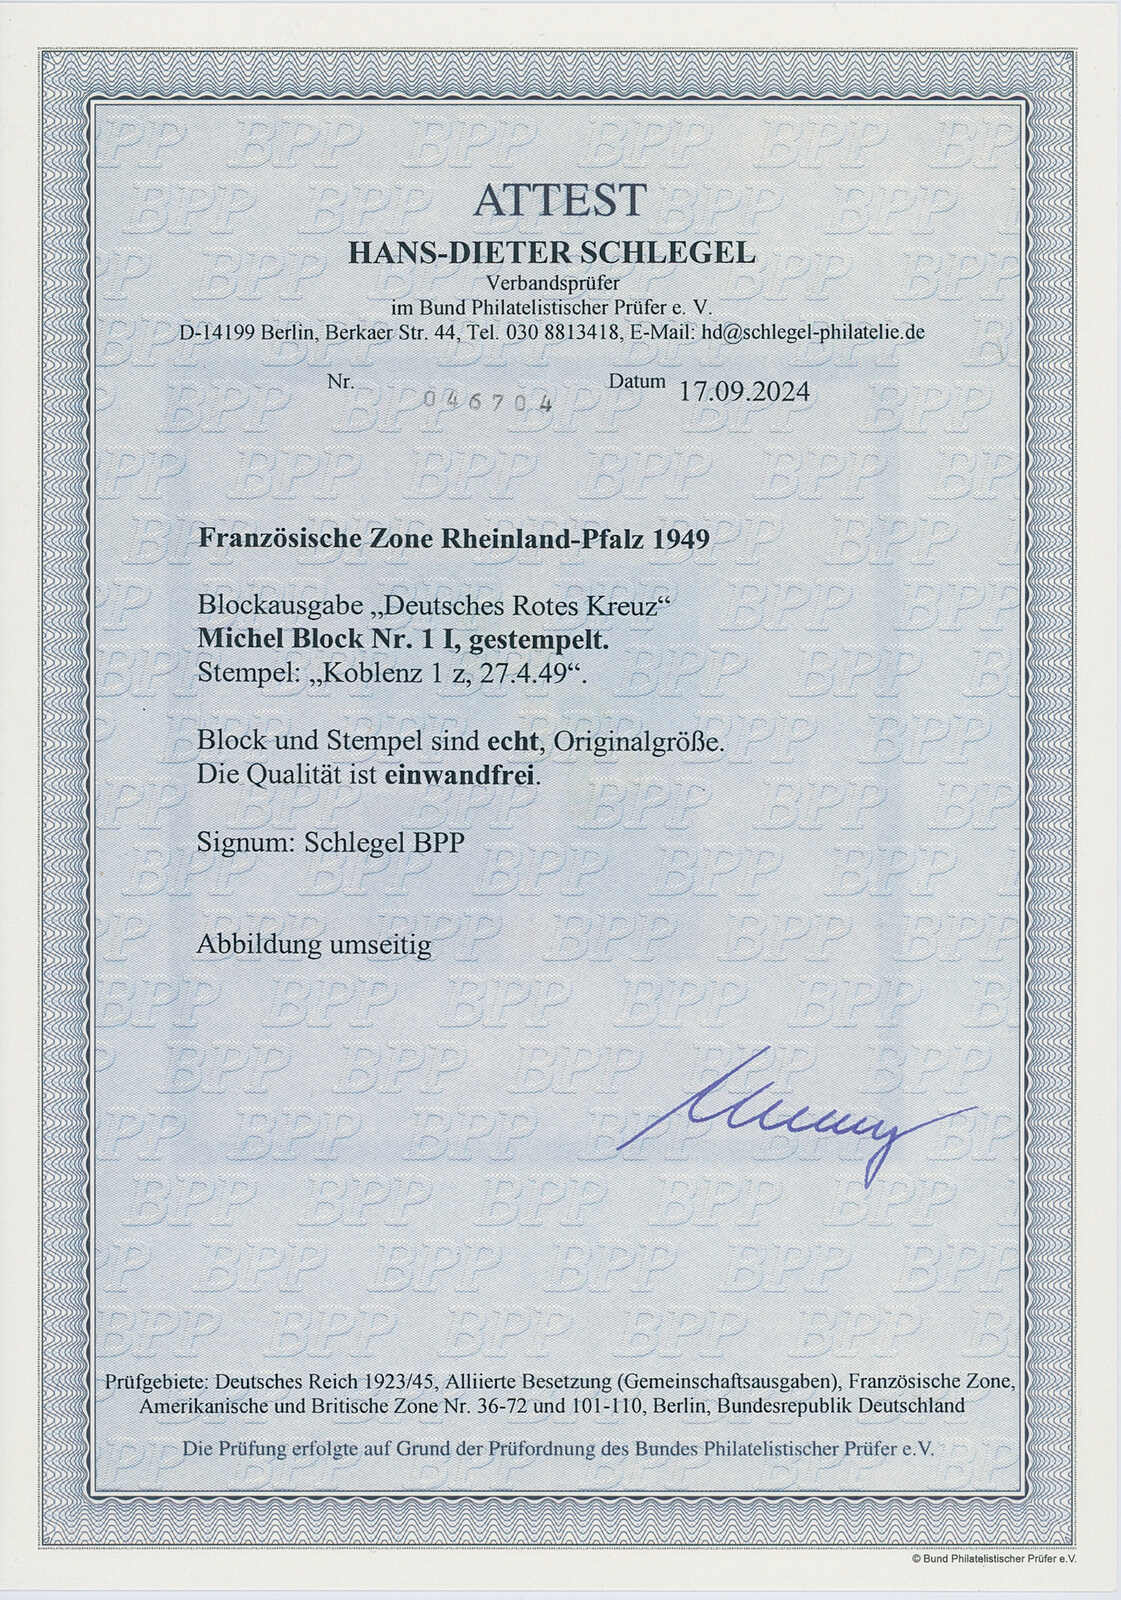 ATTEST
HANS-DIETER SCHLEGEL
Verbandsprüfer
im Bund Philatelistischer Prüfer e. V.
D-14199 Berlin, Berkaer Str. 44, Tel. 030 8813418, E-Mail: hd@schlegel-philatelie.de
Nr. 046704 Datum 17.09.2024
Französische Zone Rheinland-Pfalz 1949
Blockausgabe „Deutsches Rotes Kreuz“
Michel Block Nr. 1 I, gestempelt.
Stempel: „Koblenz 1 z, 27.4.49“.
Block und Stempel sind echt, Originalgröße.
Die Qualität ist einwandfrei.
Signum: Schlegel BPP
Abbildung umseitig
Prüfgebiete: Deutsches Reich 1923/45, Alliierte Besetzung (Gemeinschaftsausgaben), Französische Zone,
Amerikanische und Britische Zone Nr. 36-72 und 101-110, Berlin, Bundesrepublik Deutschland
Die Prüfung erfolgte auf Grund der Prüfordnung des Bundes Philatelistischer Prüfer e.V.
© Bund Philatelistischer Prüfer e.V.